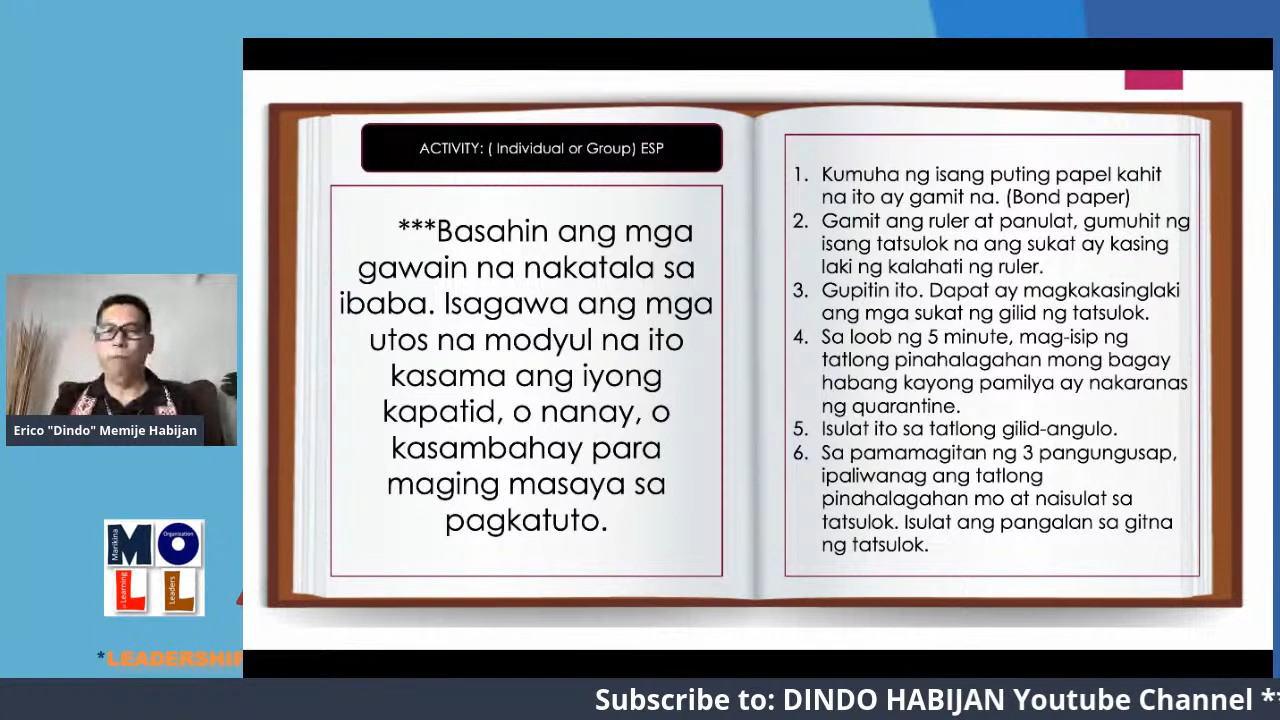 ACTIVITY: ( Individual or Group) ESP
***Basahin ang mga
gawain na nakatala sa
ibaba. Isagawa ang mga
utos na modyul na ito
kasama ang iyong
kapatid, o nanay, o
kasambahay para
maging masaya sa
pagkatuto.
1. Kumuha ng isang puting papel kahit
na ito ay gamit na. (Bond paper)
2. Gamit ang ruler at panulat, gumuhit ng
isang tatsulok na ang sukat ay kasing
laki ng kalahati ng ruler.
3. Gupitin ito. Dapat ay magkakasinglaki
ang mga sukat ng gilid ng tatsulok.
4. Sa loob ng 5 minute, mag-isip ng
tatlong pinahalagahan mong bagay
habang kayong pamilya ay nakaranas
ng quarantine.
5. Isulat ito sa tatlong gilid-angulo.
6. Sa pamamagitan ng 3 pangungusap,
ipaliwanag ang tatlong
pinahalagahan mo at naisulat sa
tatsulok. Isulat ang pangalan sa gitna
ng tatsulok.
Erico "Dindo" Memije Habijan
Marikina
M
Organization
O
e-Learning
L
Leaders
L
*LEADERSHIP
Subscribe to: DINDO HABIJAN Youtube Channel **